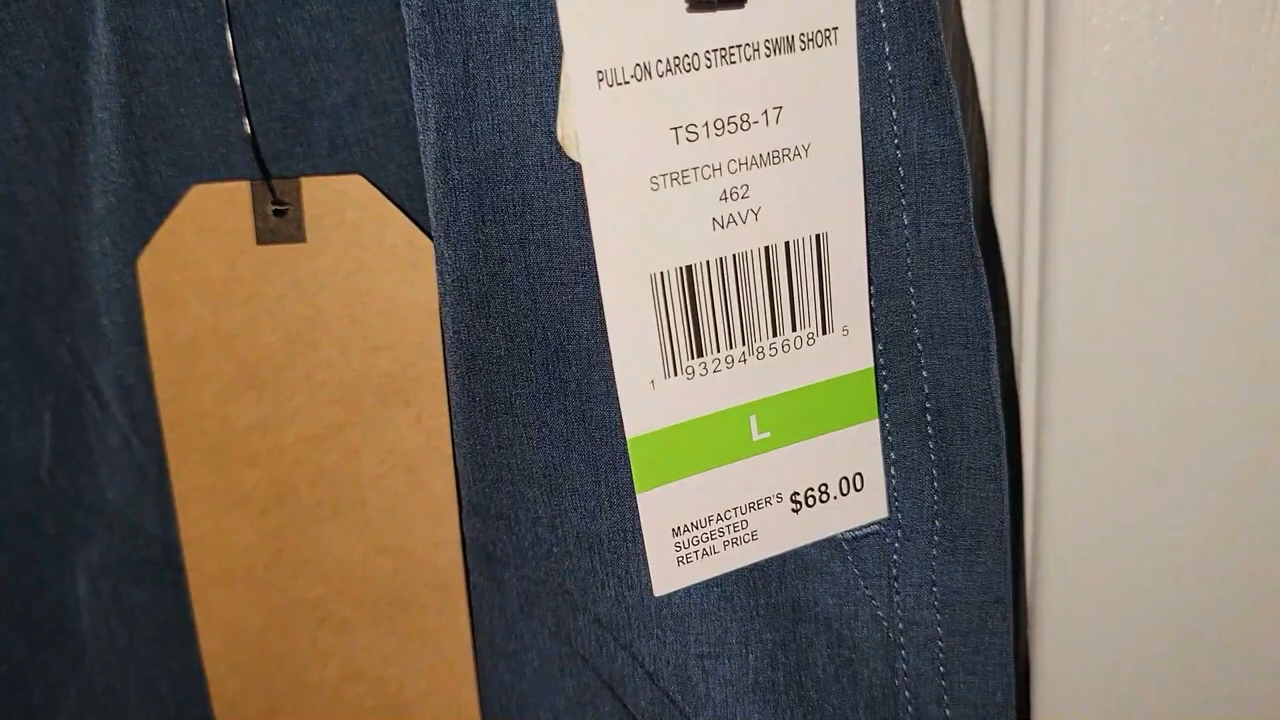 PULL-ON CARGO STRETCH SWIM SHORT
TS1958-17
STRETCH CHAMBRAY
462
NAVY
1 93294 85608 5
L
MANUFACTURER'S
SUGGESTED
RETAIL PRICE
$68.00